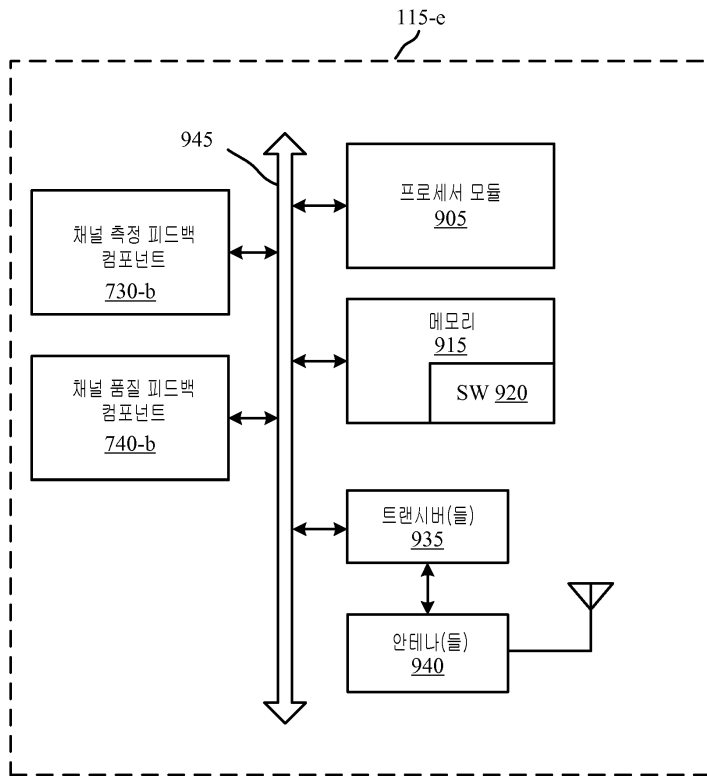 115-e
945
프로세서 모듈
905
채널 측정 피드백
컴포넌트
730-b
메모리
915
SW 920
채널 품질 피드백
컴포넌트
740-b
트랜시버(들)
935
안테나(들)
940